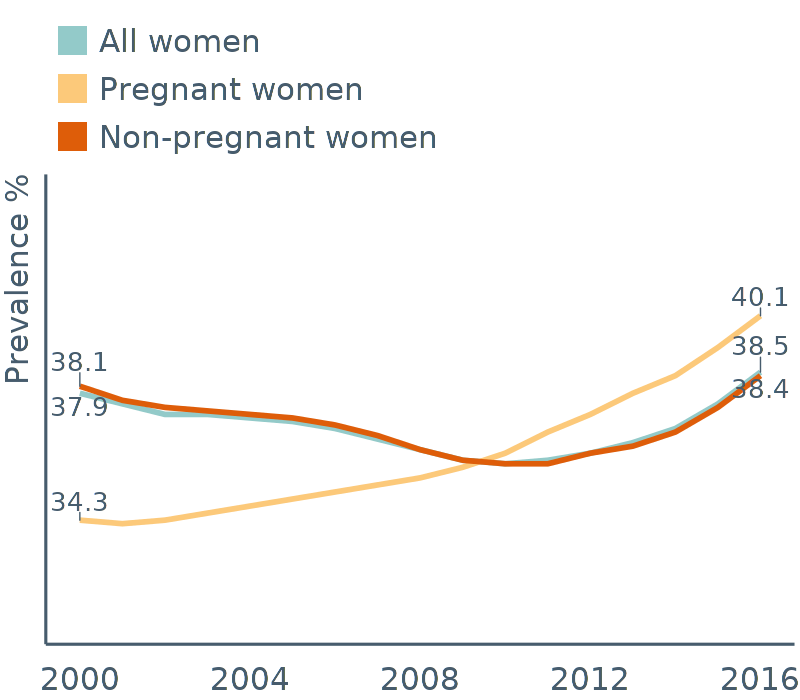 All women
Pregnant women
Non-pregnant women
Prevalence %
40.1
38.5
38.4
38.1
37.9
34.3
2000 2004 2008 2012 2016